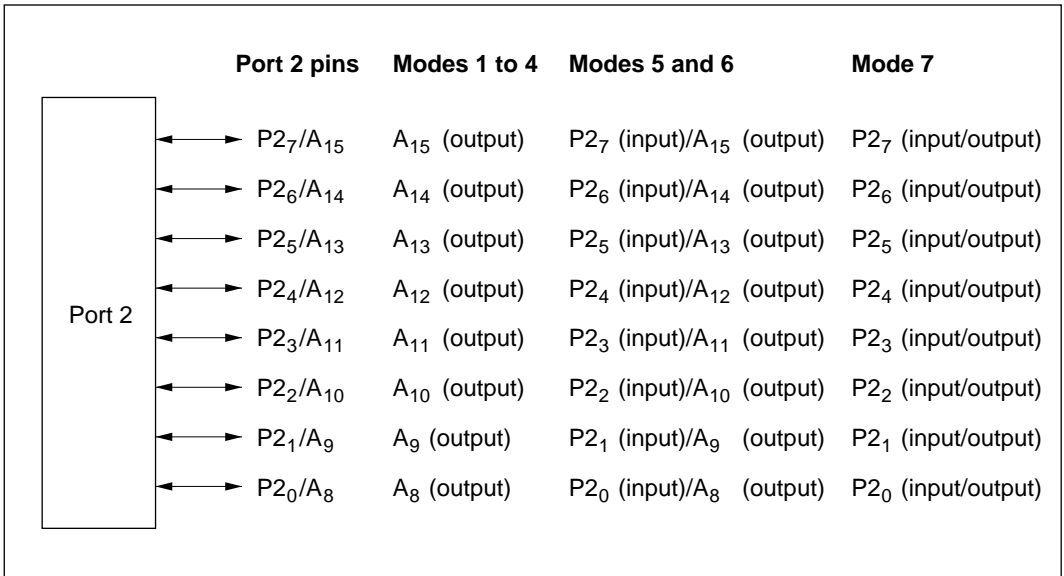 Port 2 pins Modes 1 to 4 Modes 5 and 6 Mode 7
P2₇/A₁₅ A₁₅ (output) P2₇ (input)/A₁₅ (output) P2₇ (input/output)
P2₆/A₁₄ A₁₄ (output) P2₆ (input)/A₁₄ (output) P2₆ (input/output)
P2₅/A₁₃ A₁₃ (output) P2₅ (input)/A₁₃ (output) P2₅ (input/output)
P2₄/A₁₂ A₁₂ (output) P2₄ (input)/A₁₂ (output) P2₄ (input/output)
Port 2
P2₃/A₁₁ A₁₁ (output) P2₃ (input)/A₁₁ (output) P2₃ (input/output)
P2₂/A₁₀ A₁₀ (output) P2₂ (input)/A₁₀ (output) P2₂ (input/output)
P2₁/A₉ A₉ (output) P2₁ (input)/A₉ (output) P2₁ (input/output)
P2₀/A₈ A₈ (output) P2₀ (input)/A₈ (output) P2₀ (input/output)